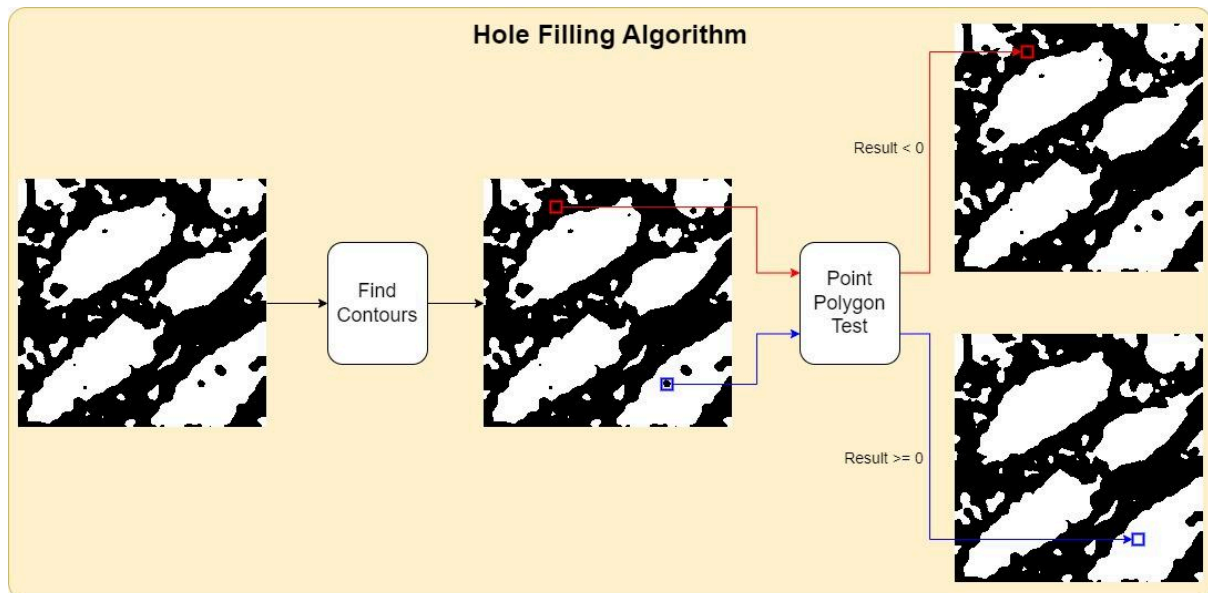 Hole Filling Algorithm
Result < 0
Find
Contours
Point
Polygon
Test
Result >= 0